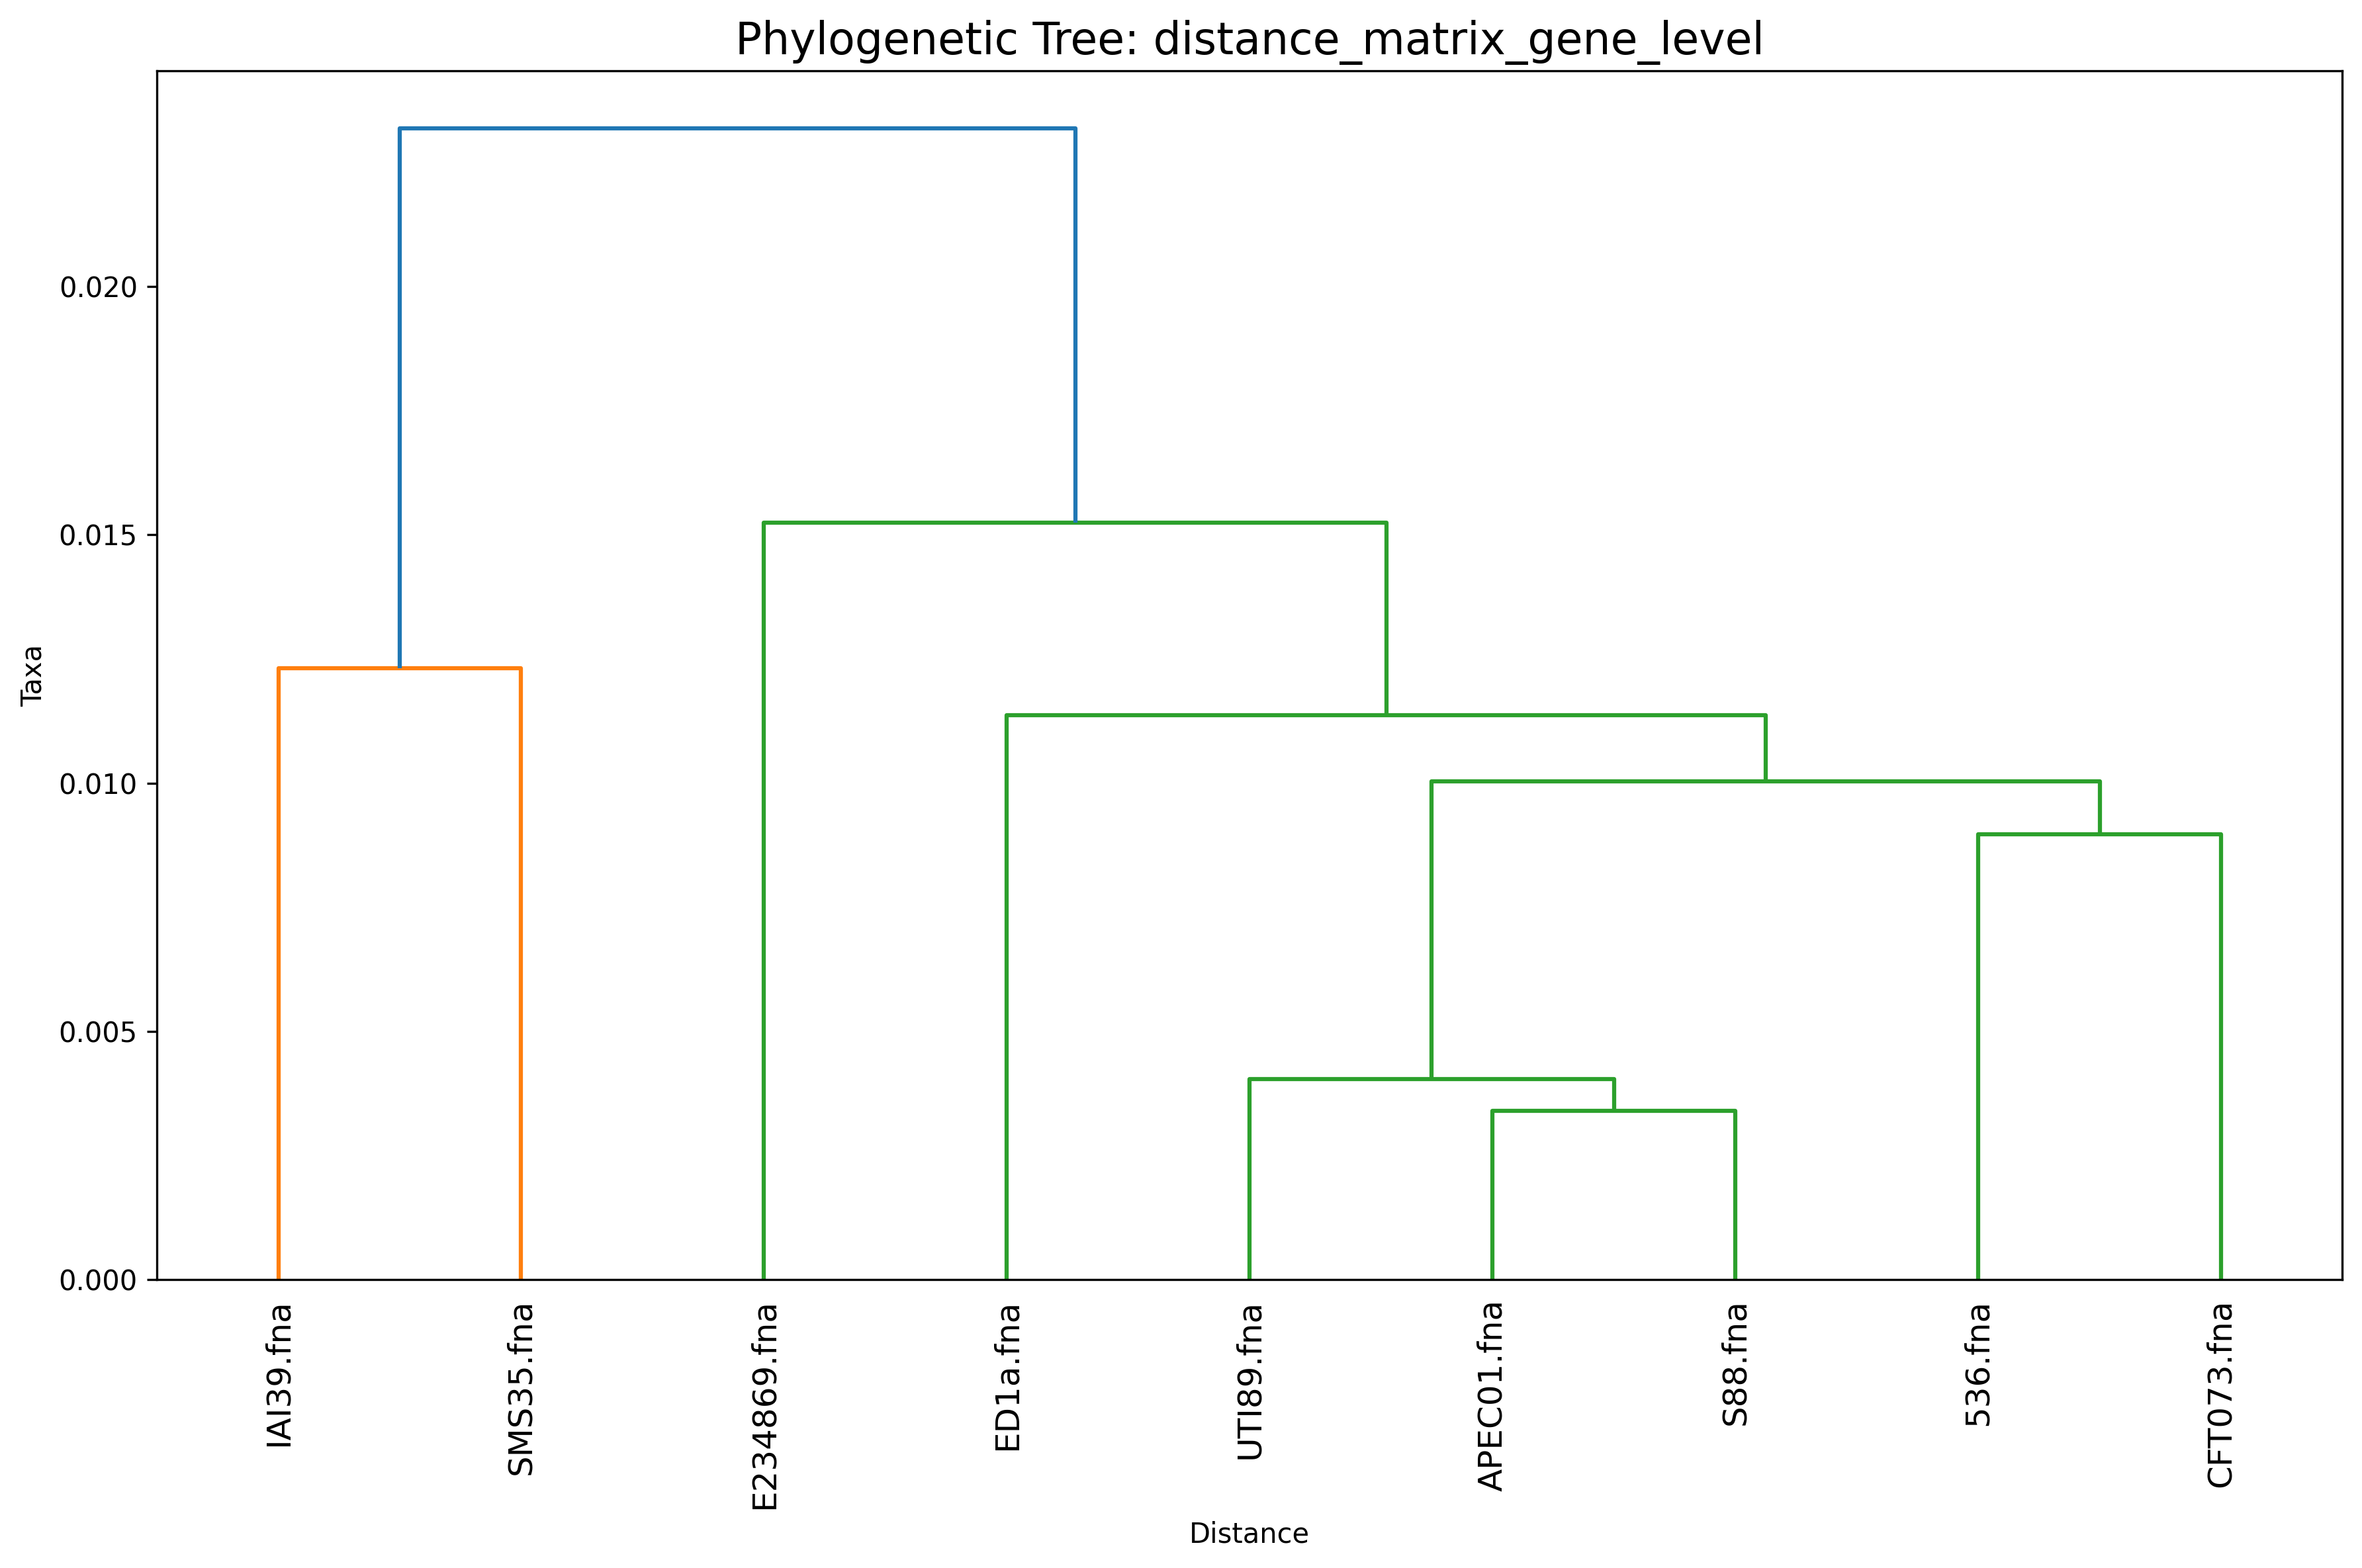 Phylogenetic Tree: distance_matrix_gene_level
0.020
0.015
0.010
0.005
0.000
Taxa
IAI39.fna
SMS35.fna
E234869.fna
ED1a.fna
UTI89.fna
APEC01.fna
S88.fna
536.fna
CFT073.fna
Distance